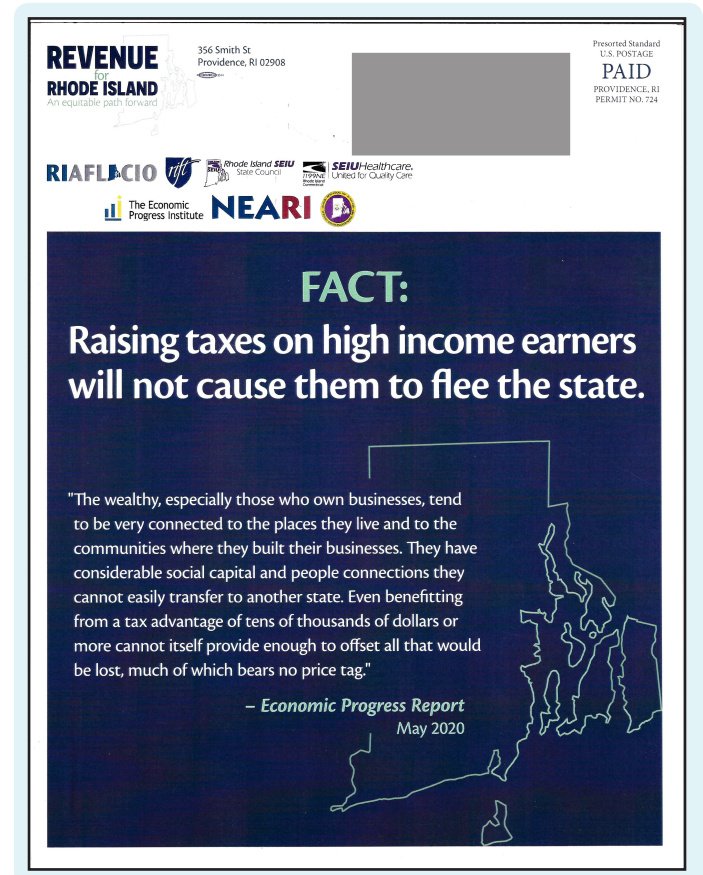 REVENUE
for
RHODE ISLAND
An equitable path forward
356 Smith St
Providence, RI 02908
Presorted Standard
U.S. POSTAGE
PAID
PROVIDENCE, RI
PERMIT NO. 724
RIAFLCIO
rift
SEIU
Rhode Island SEIU
State Council
1199NE
Rhode Island
Connecticut
SEIUHealthcare.
United for Quality Care
The Economic
Progress Institute
NEARI
FACT:
Raising taxes on high income earners
will not cause them to flee the state.
"The wealthy, especially those who own businesses, tend
to be very connected to the places they live and to the
communities where they built their businesses. They have
considerable social capital and people connections they
cannot easily transfer to another state. Even benefitting
from a tax advantage of tens of thousands of dollars or
more cannot itself provide enough to offset all that would
be lost, much of which bears no price tag."
– Economic Progress Report
May 2020